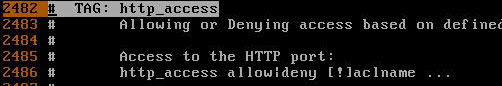 2482 #  TAG: http_access
2483 #       Allowing or Denying access based on defined
2484 #
2485 #       Access to the HTTP port:
2486 #       http_access allow|deny [!]aclname ...